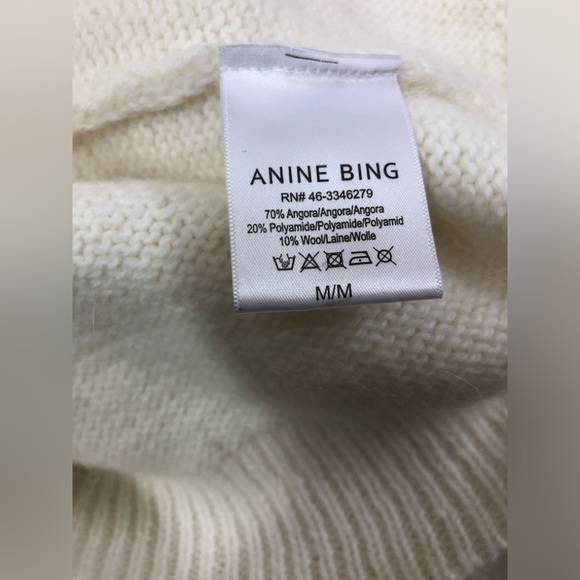 ANINE BING
RN# 46-3346279
70% Angora/Angora/Angora
20% Polyamide/Polyamide/Polyamid
10% Wool/Laine/Wolle
M/M